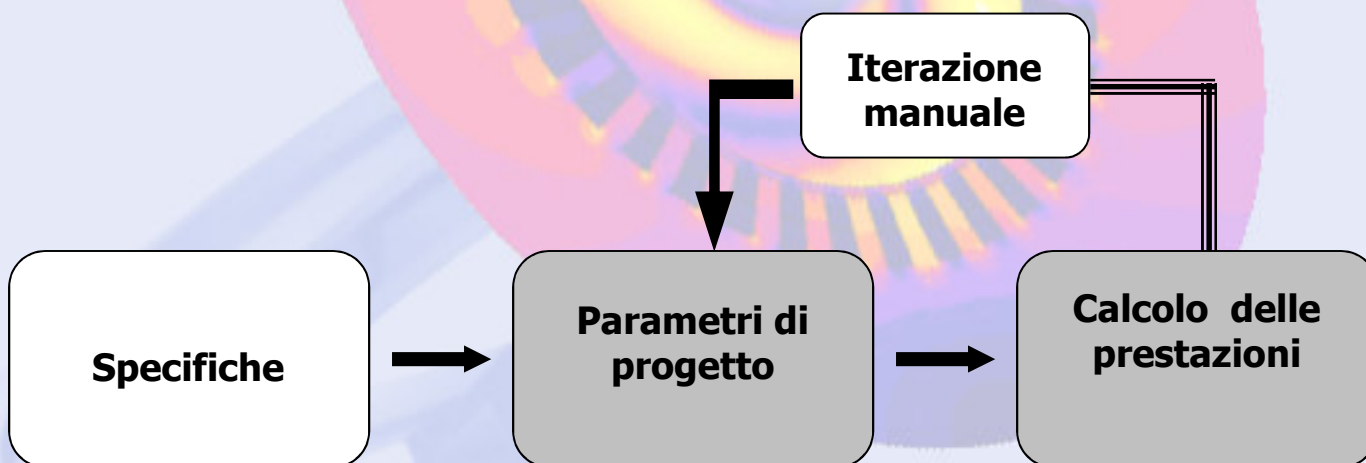 Iterazione
manuale
Specifiche
Parametri di
progetto
Calcolo delle
prestazioni